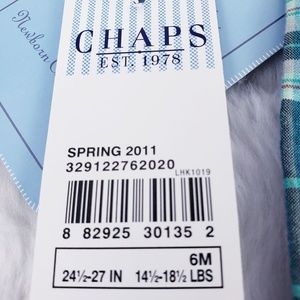 Newborn
CHAPS
EST. 1978
SPRING 2011
329122762020
LHK1019
8 82925 30135 2
6M
24½-27 IN 14½-18½ LBS